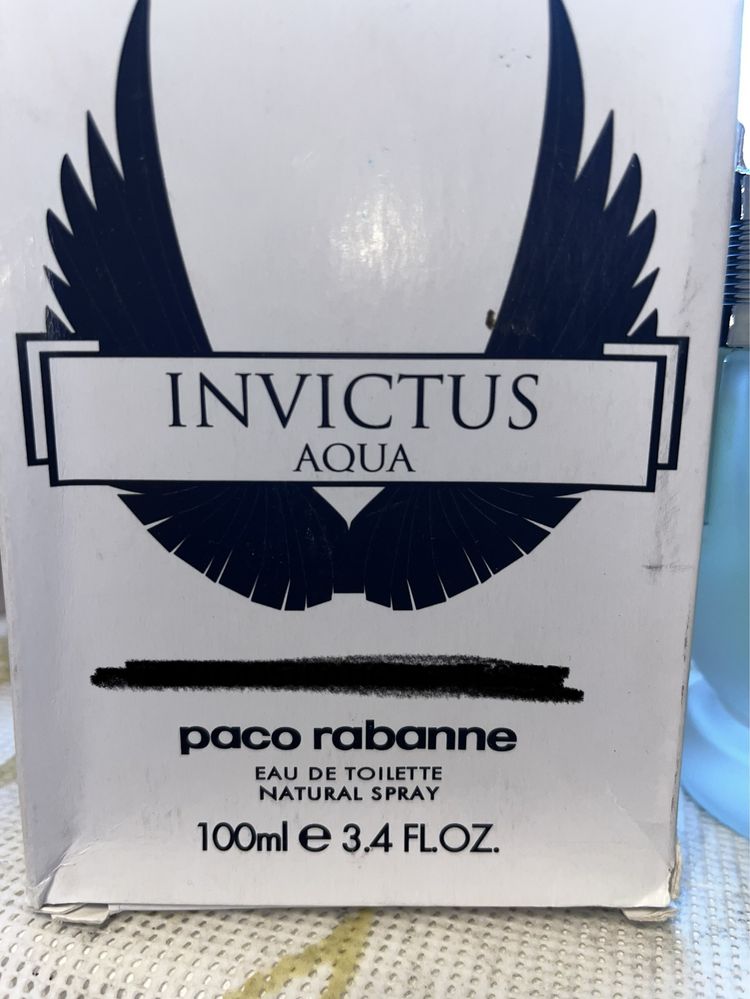 INVICTUS
AQUA
paco rabanne
EAU DE TOILETTE
NATURAL SPRAY
100ml e 3.4 FL.OZ.